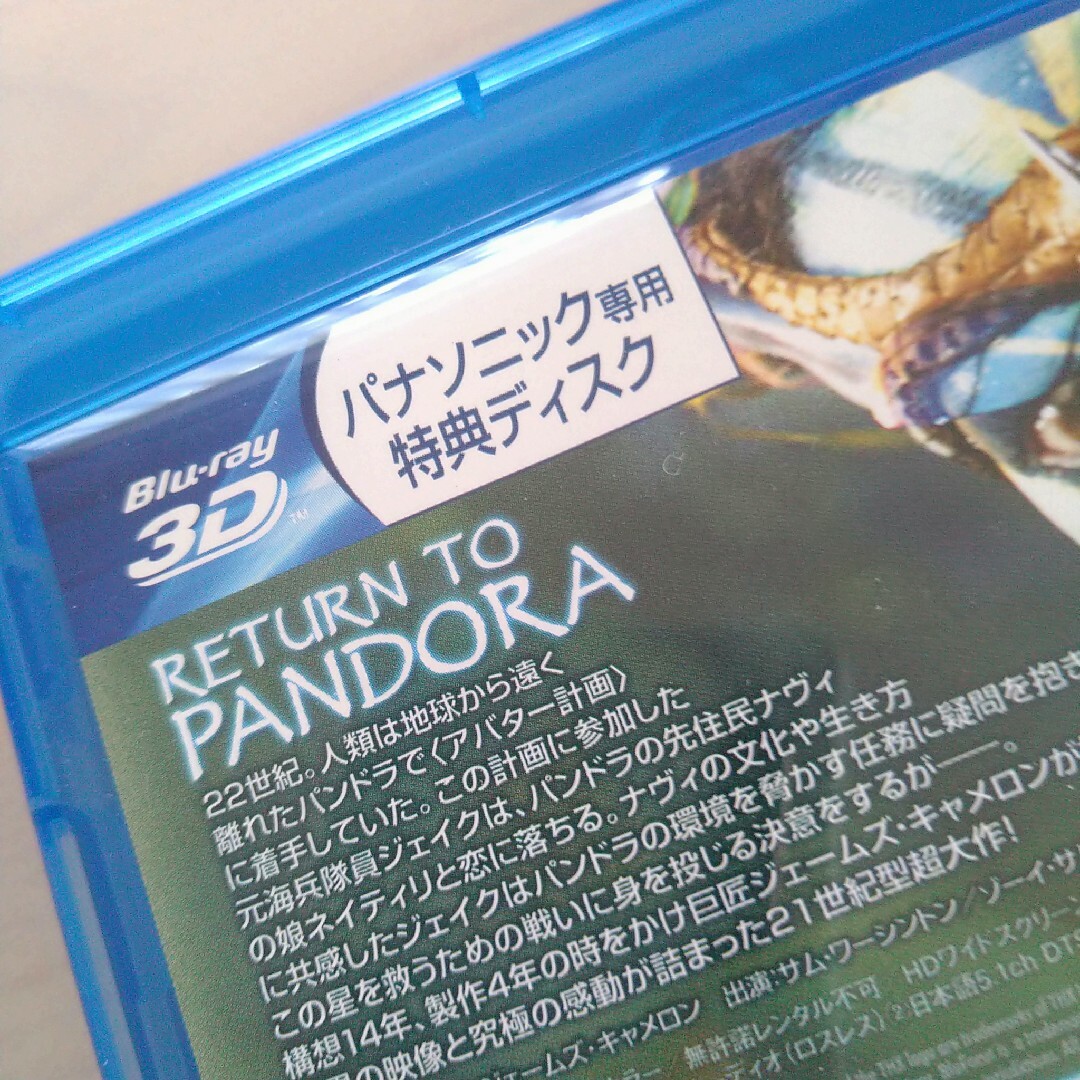 パナソニック専用
特典ディスク
Blu-ray
3D™
RETURN TO
PANDORA
22世紀。人類は地球から遠く
離れたパンドラで〈アバター計画〉
に着手していた。この計画に参加した
元海兵隊員ジェイクは、パンドラの先住民ナヴィ
の娘ネイティリと恋に落ちる。ナヴィの文化や生き方
に共感したジェイクはパンドラの環境を脅かす任務に疑問を抱き
この星を救うための戦いに身を投じる決意をするが──。
構想14年、製作4年の時をかけ巨匠ジェームズ・キャメロンが
の映像と究極の感動が詰まった21世紀型超大作!
ームズ・キャメロン 出演:サム・ワーシントン/ゾーイ・サル
無許諾レンタル不可 HDワイドスクリーン
ディオ(ロスレス) ②日本語5.1ch DTS